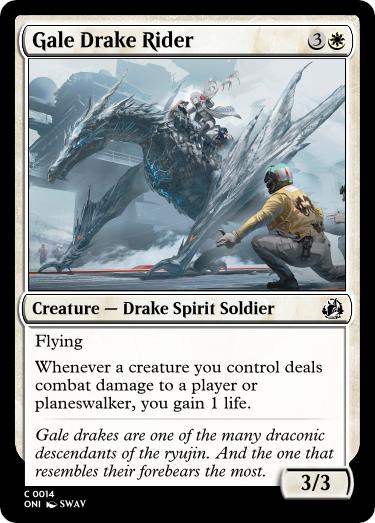 Gale Drake Rider 3
Creature — Drake Spirit Soldier
Flying
Whenever a creature you control deals
combat damage to a player or
planeswalker, you gain 1 life.
Gale drakes are one of the many draconic
descendants of the ryujin. And the one that
resembles their forebears the most.
3/3
C 0014
ONI SWAV